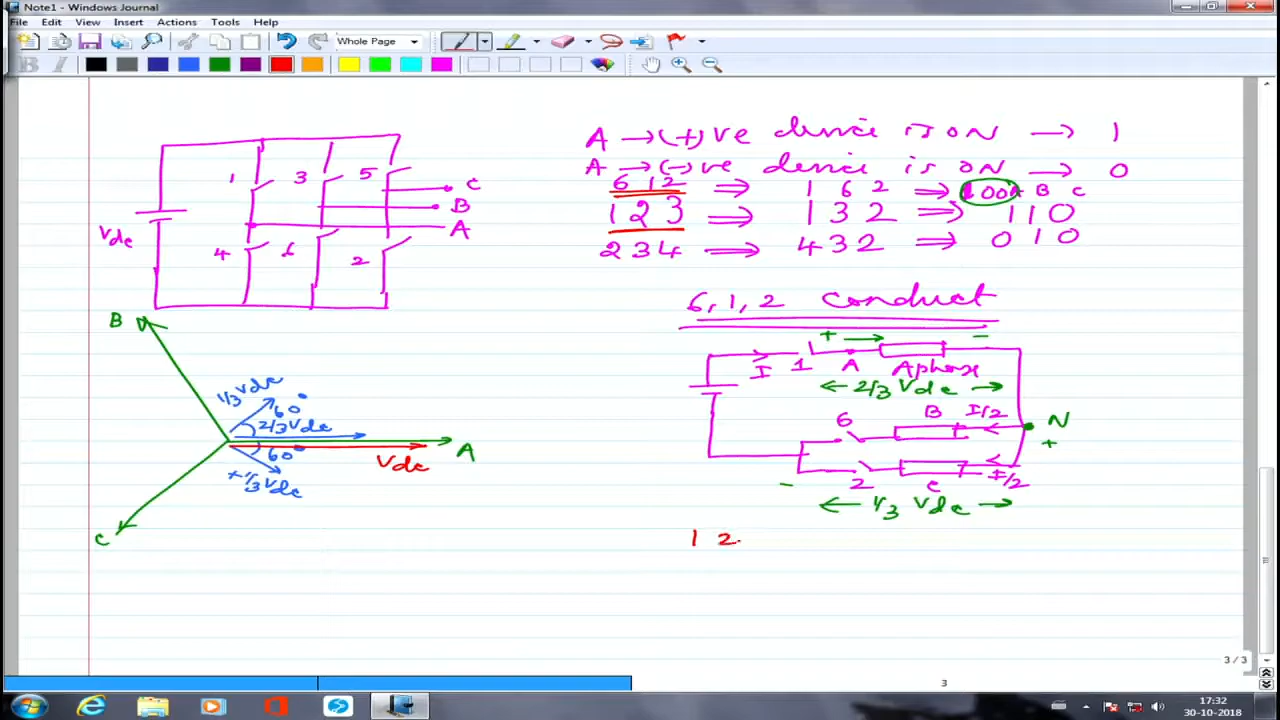 Note1 - Windows Journal
File Edit View Insert Actions Tools Help
Whole Page
B I
A → (+)ve device is ON → 1
A → (-)ve device is ON → 0
6 1 2 ⇒ 1 6 2 ⇒ 100 A B C
1 2 3 ⇒ 1 3 2 ⇒ 1 1 0
2 3 4 ⇒ 4 3 2 ⇒ 0 1 0
1 3 5 C
B
A
Vdc 4 6 2
6, 1, 2 conduct
+ → -
I 1 A A phase
← 2/3 Vdc →
6 B I/2 N
+
2 C I/2
-
← 1/3 Vdc →
B
1/3 Vdc 60°
2/3 Vdc
60° Vdc A
+1/3 Vdc
C
1 2
3 / 3
3
17:32
30-10-2018